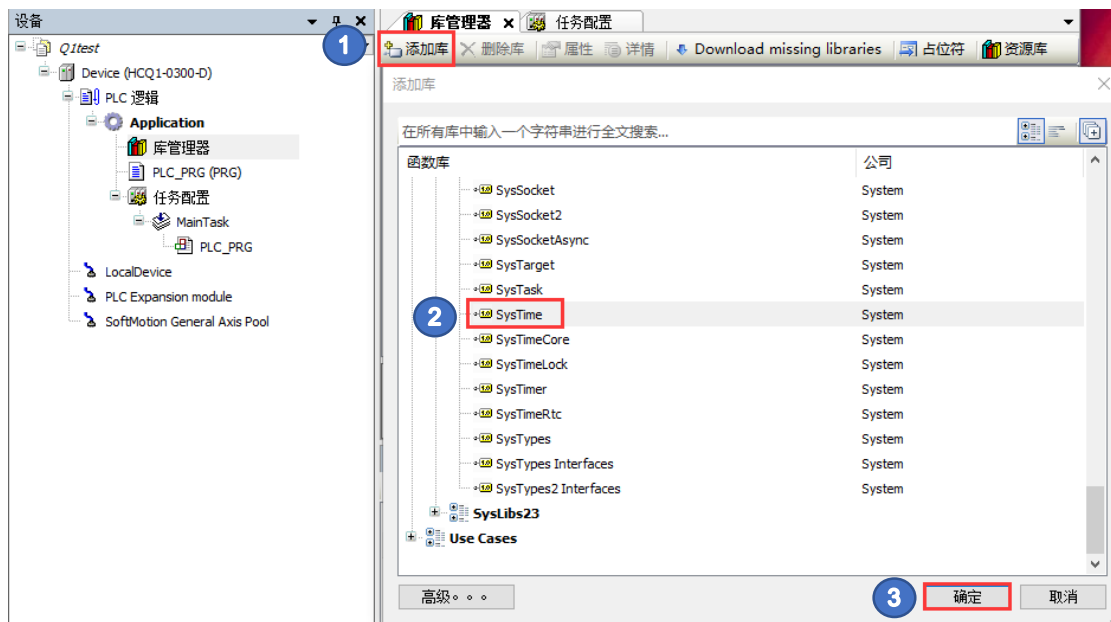 设备
Q1test
Device (HCQ1-0300-D)
PLC 逻辑
Application
库管理器
PLC_PRG (PRG)
任务配置
MainTask
PLC_PRG
LocalDevice
PLC Expansion module
SoftMotion General Axis Pool
库管理器 任务配置
1
添加库 删除库 属性 详情 Download missing libraries 占位符 资源库
添加库
在所有库中输入一个字符串进行全文搜索...
函数库 公司
SysSocket System
SysSocket2 System
SysSocketAsync System
SysTarget System
SysTask System
2
SysTime System
SysTimeCore System
SysTimeLock System
SysTimer System
SysTimeRtc System
SysTypes System
SysTypes Interfaces System
SysTypes2 Interfaces System
SysLibs23
Use Cases
高级。。。 3 确定 取消